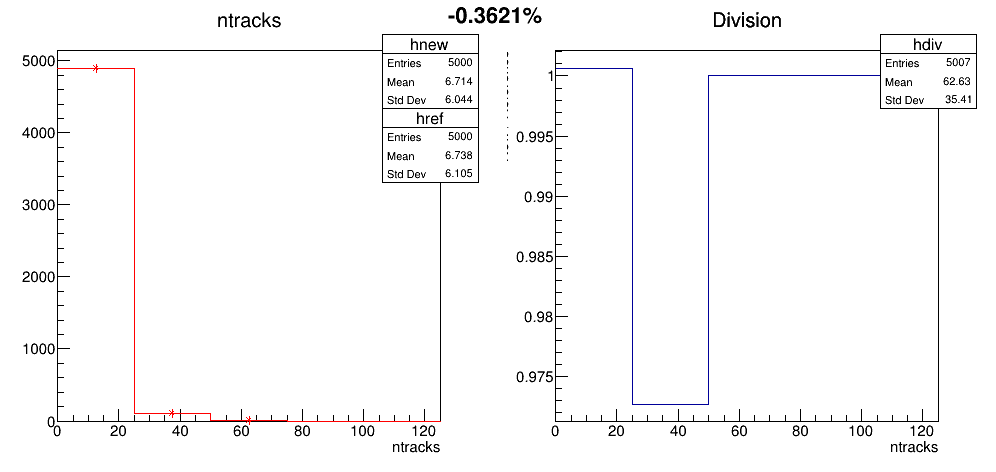 -0.3621%
ntracks
hnew
Entries 5000
Mean 6.714
Std Dev 6.044
href
Entries 5000
Mean 6.738
Std Dev 6.105
5000
4000
3000
2000
1000
0
0 20 40 60 80 100 120
ntracks
Division
hdiv
Entries 5007
Mean 62.63
Std Dev 35.41
1
0.995
0.99
0.985
0.98
0.975
0 20 40 60 80 100 120
ntracks